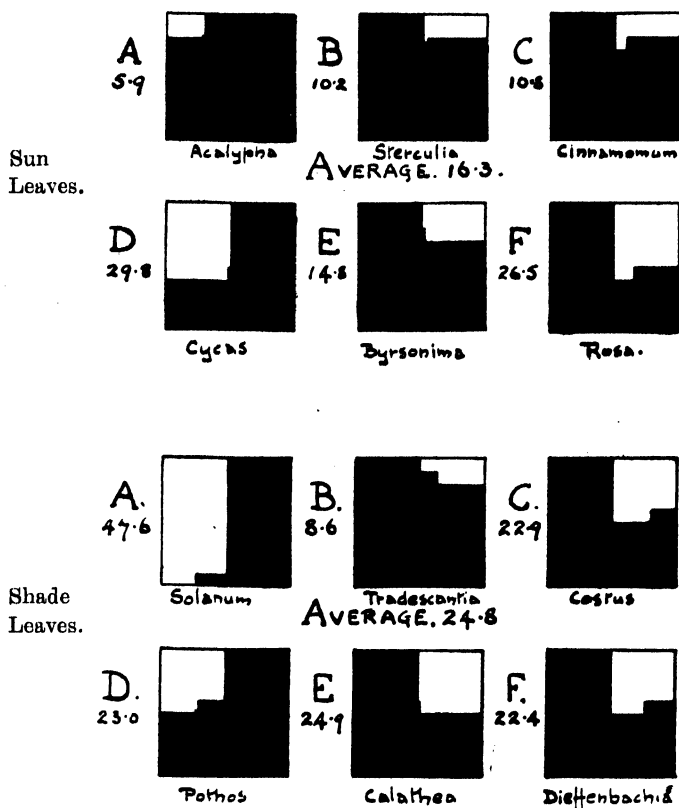 A B C
5.9 10.2 10.8
Acalypha Sterculia Cinnamomum
Sun
Leaves.
AVERAGE. 16.3.
D E F
29.8 14.8 26.5
Cycas Byrsonima Rosa.
A. B. C.
47.6 8.6 22.9
Solanum Tradescantia Costus
Shade
Leaves.
AVERAGE. 24.8
D. E F.
23.0 24.9 22.4
Pothos Calathea Dieffenbachia